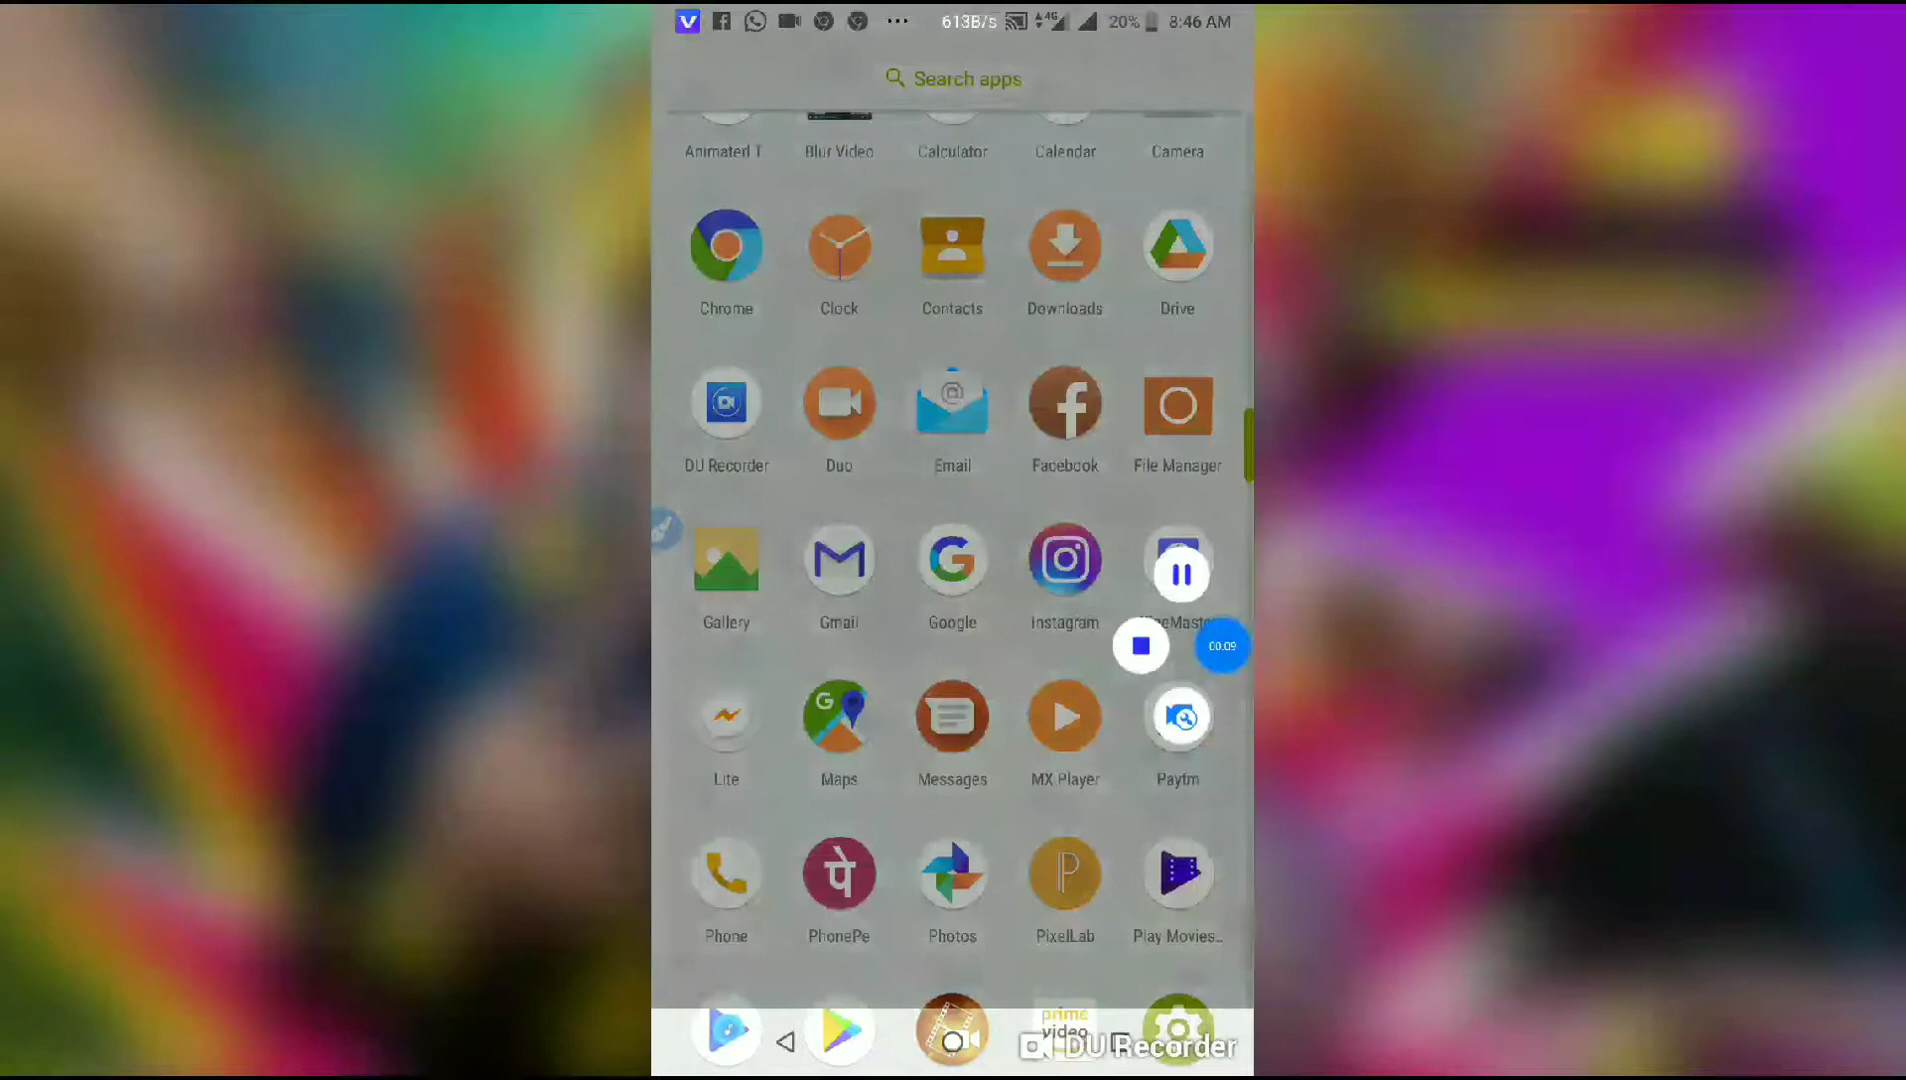 V 613B/s 4G 20% 8:46 AM
Search apps
Animated T Blur Video Calculator Calendar Camera
Chrome Clock Contacts Downloads Drive
@
DU Recorder Duo Email Facebook File Manager
Gallery Gmail Google Instagram neMaste
00:09
G
Lite Maps Messages MX Player Paytm
पे
Phone PhonePe Photos PixelLab Play Movies..
prime
video
DU Recorder